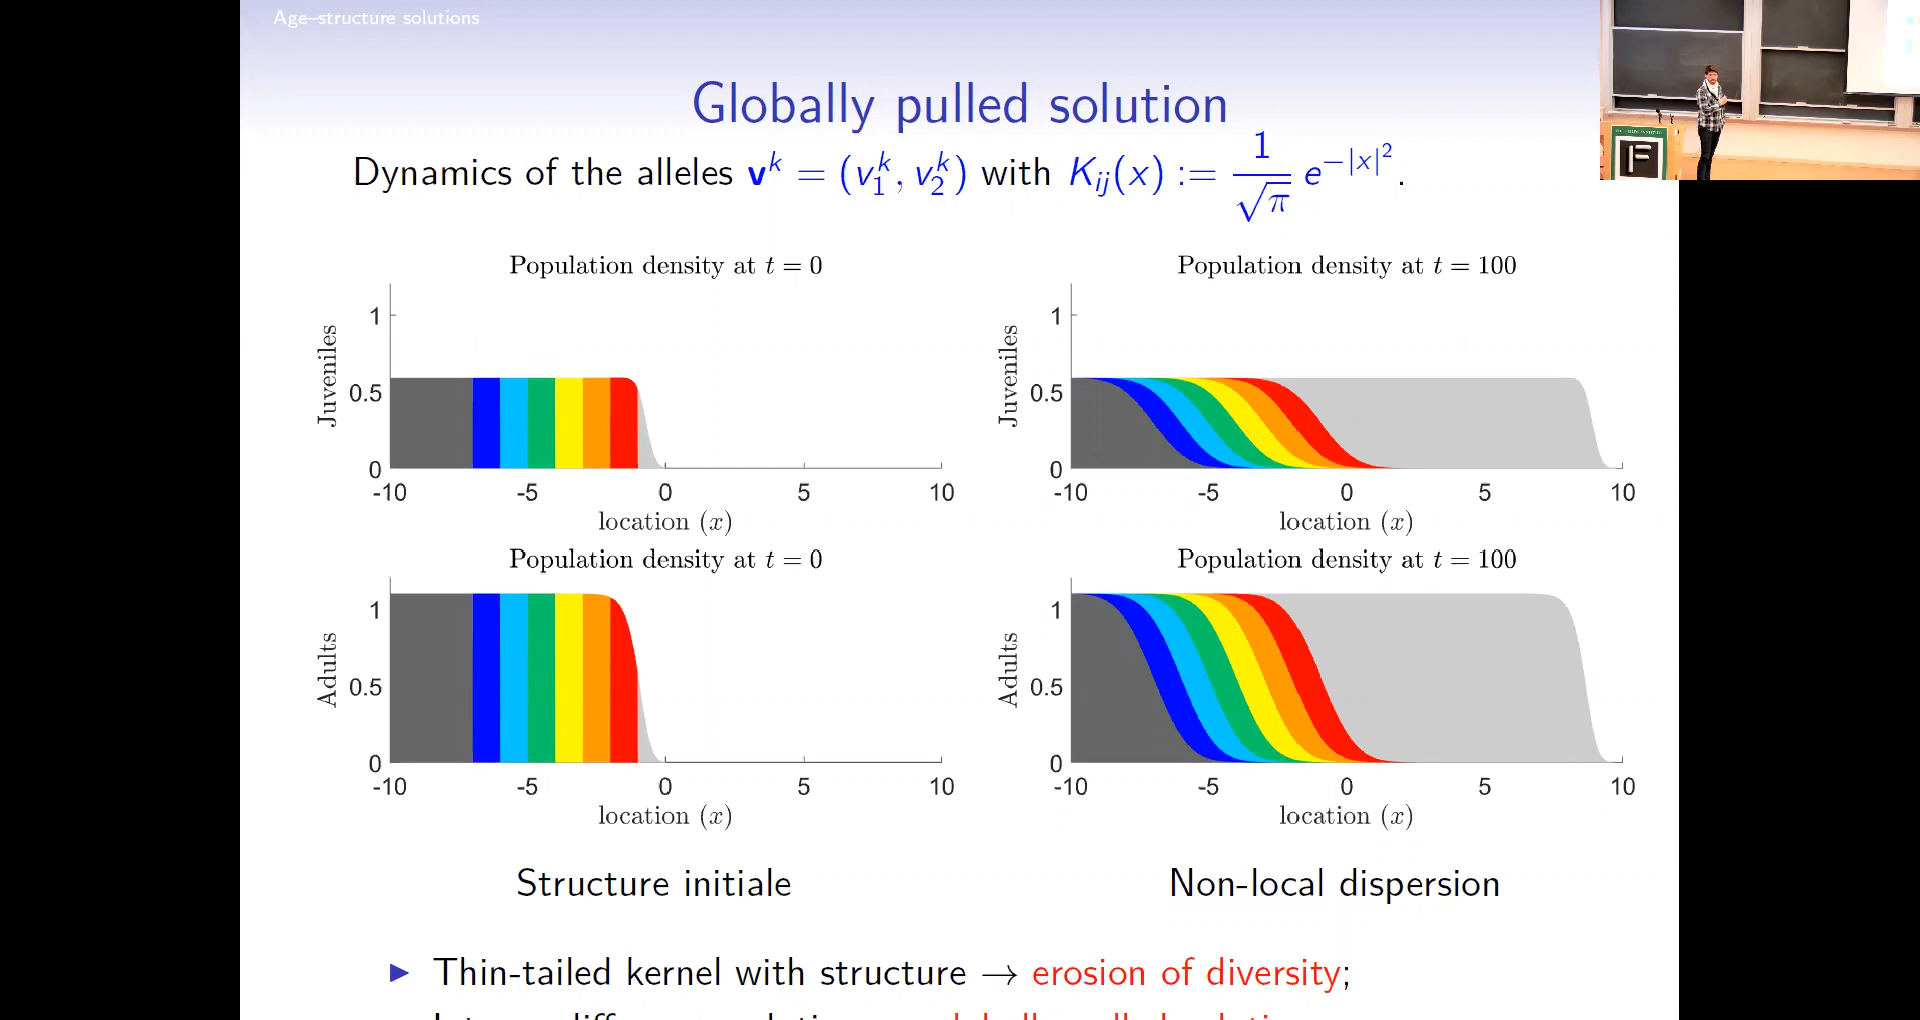 Age–structure solutions
Globally pulled solution
Dynamics of the alleles v^k = (v_1^k, v_2^k) with K_ij(x) := 1/√π e^{−|x|^2}.
Population density at t = 0
Juveniles
1
0.5
0
-10 -5 0 5 10
location (x)
Population density at t = 100
Juveniles
1
0.5
0
-10 -5 0 5 10
location (x)
Population density at t = 0
Adults
1
0.5
0
-10 -5 0 5 10
location (x)
Population density at t = 100
Adults
1
0.5
0
-10 -5 0 5 10
location (x)
Structure initiale
Non-local dispersion
Thin-tailed kernel with structure → erosion of diversity;
F